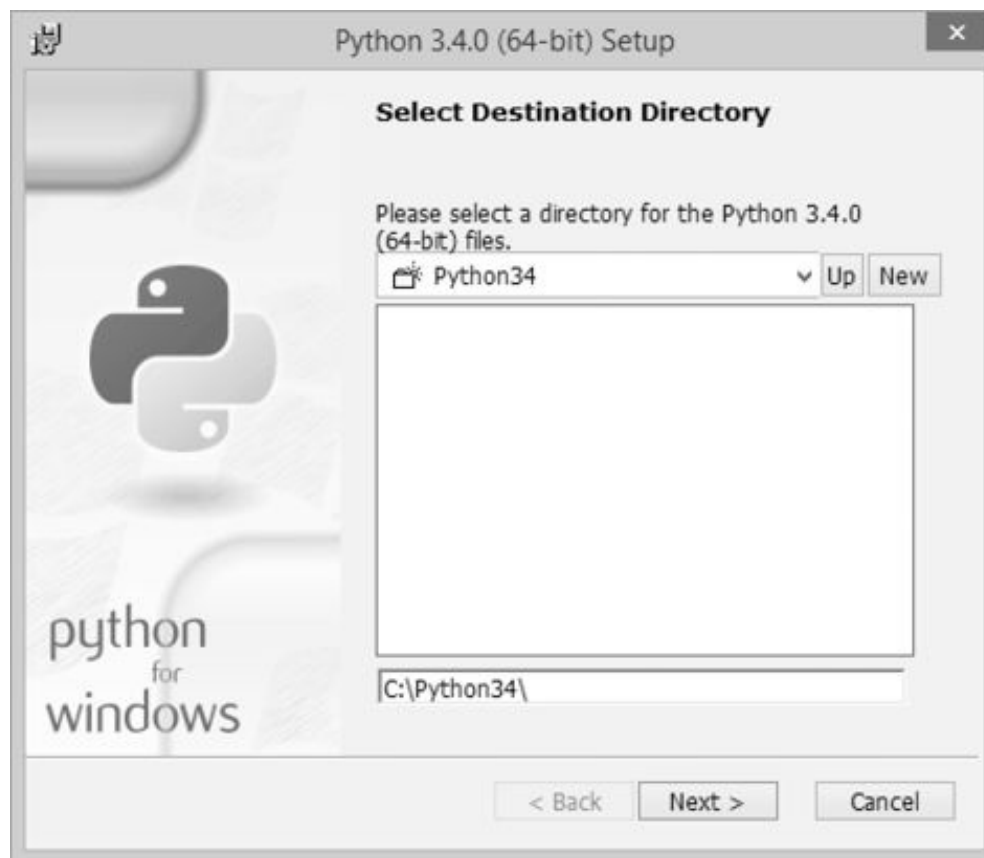 Python 3.4.0 (64-bit) Setup
Select Destination Directory
Please select a directory for the Python 3.4.0
(64-bit) files.
Python34
Up
New
C:\Python34\
python
for
windows
< Back
Next >
Cancel